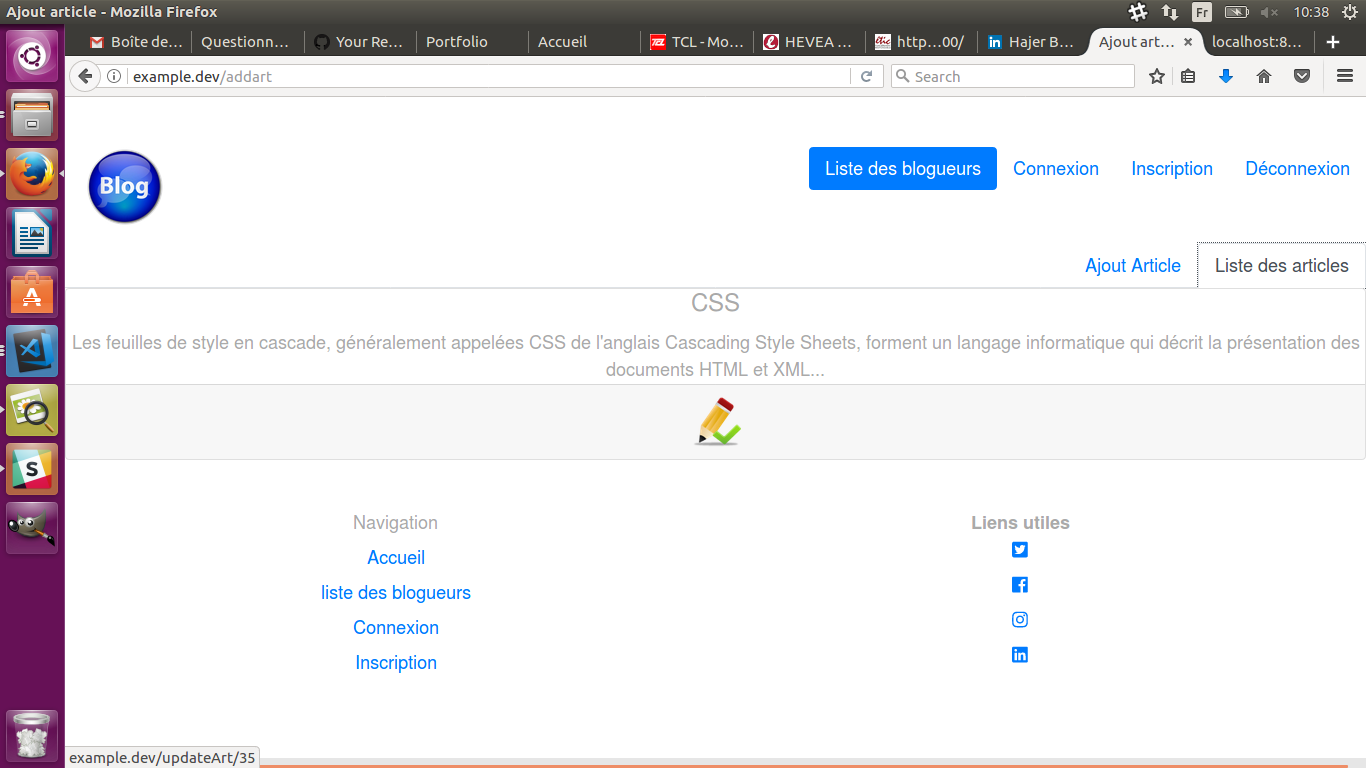 Ajout article - Mozilla Firefox
Fr
10:38
Boîte de...
Questionn...
Your Re...
Portfolio
Accueil
TCL TCL - Mo...
HEVEA ...
http...00/
in Hajer B...
Ajout art...
localhost:8...
example.dev/addart
Search
Blog
Liste des blogueurs
Connexion
Inscription
Déconnexion
Ajout Article
Liste des articles
CSS
Les feuilles de style en cascade, généralement appelées CSS de l'anglais Cascading Style Sheets, forment un langage informatique qui décrit la présentation des
documents HTML et XML...
Navigation
Accueil
liste des blogueurs
Connexion
Inscription
Liens utiles
example.dev/updateArt/35